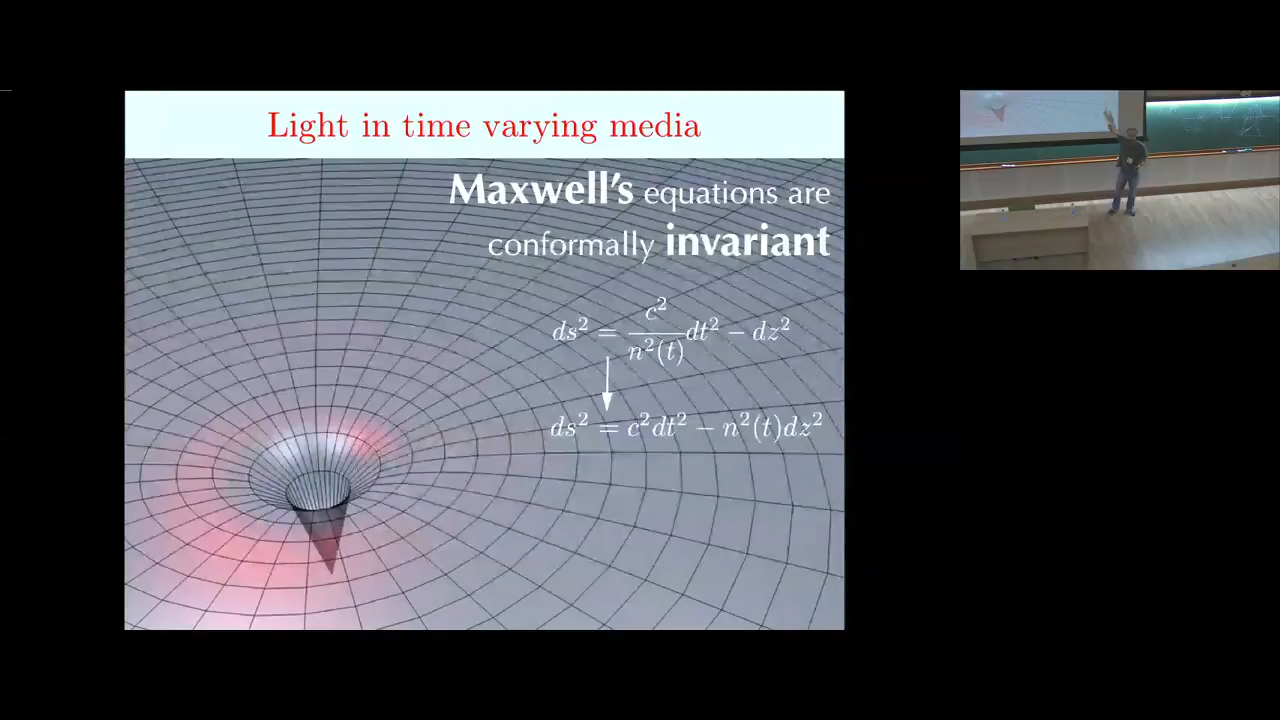 Light in time varying media
Maxwell's equations are
conformally invariant
ds² = c²/n²(t) dt² − dz²
ds² = c²dt² − n²(t)dz²